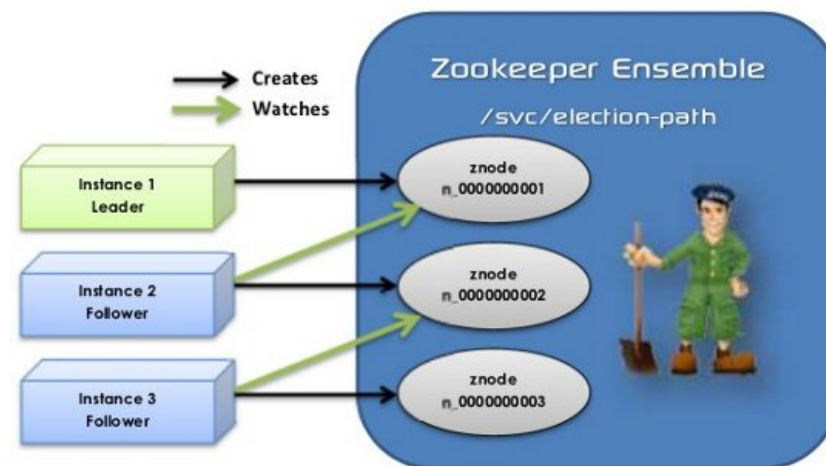 Creates
Watches
Zookeeper Ensemble
/svc/election-path
Instance 1
Leader
znode
n_0000000001
Instance 2
Follower
znode
n_0000000002
Instance 3
Follower
znode
n_0000000003